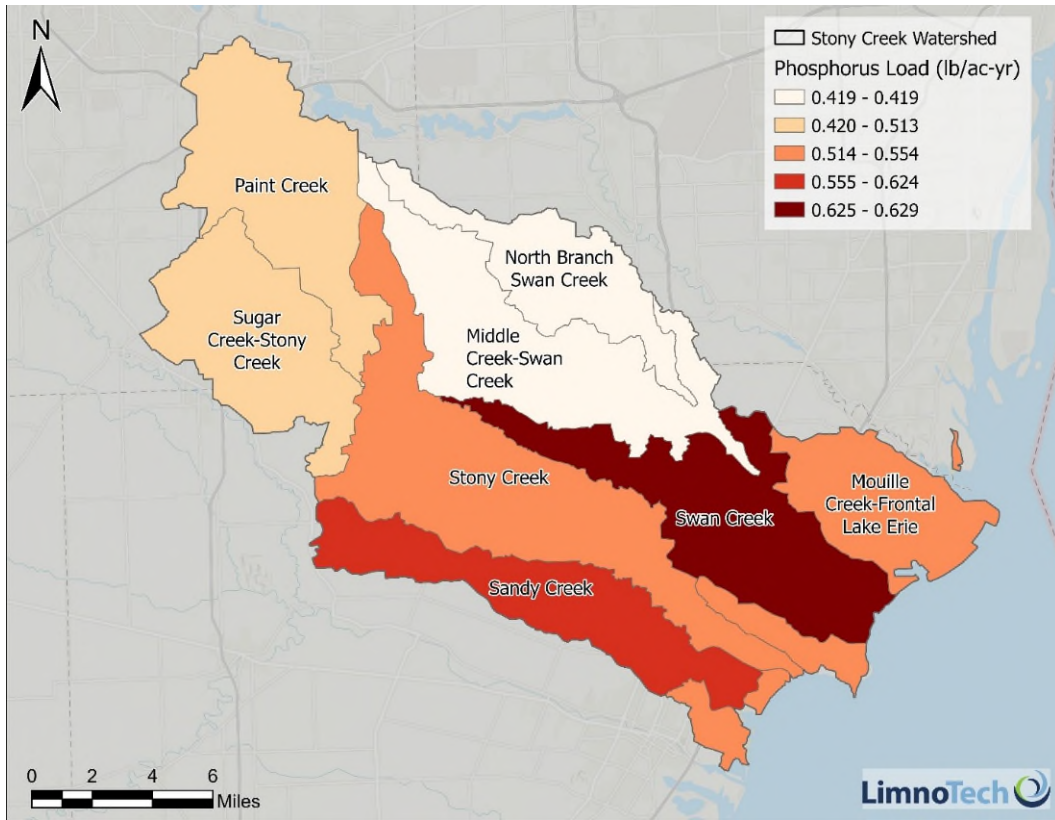 N
Stony Creek Watershed
Phosphorus Load (lb/ac-yr)
0.419 - 0.419
0.420 - 0.513
0.514 - 0.554
0.555 - 0.624
0.625 - 0.629
Paint Creek
North Branch
Swan Creek
Sugar
Creek-Stony
Creek
Middle
Creek-Swan
Creek
Stony Creek
Swan Creek
Mouille
Creek-Frontal
Lake Erie
Sandy Creek
0 2 4 6
Miles
LimnoTech